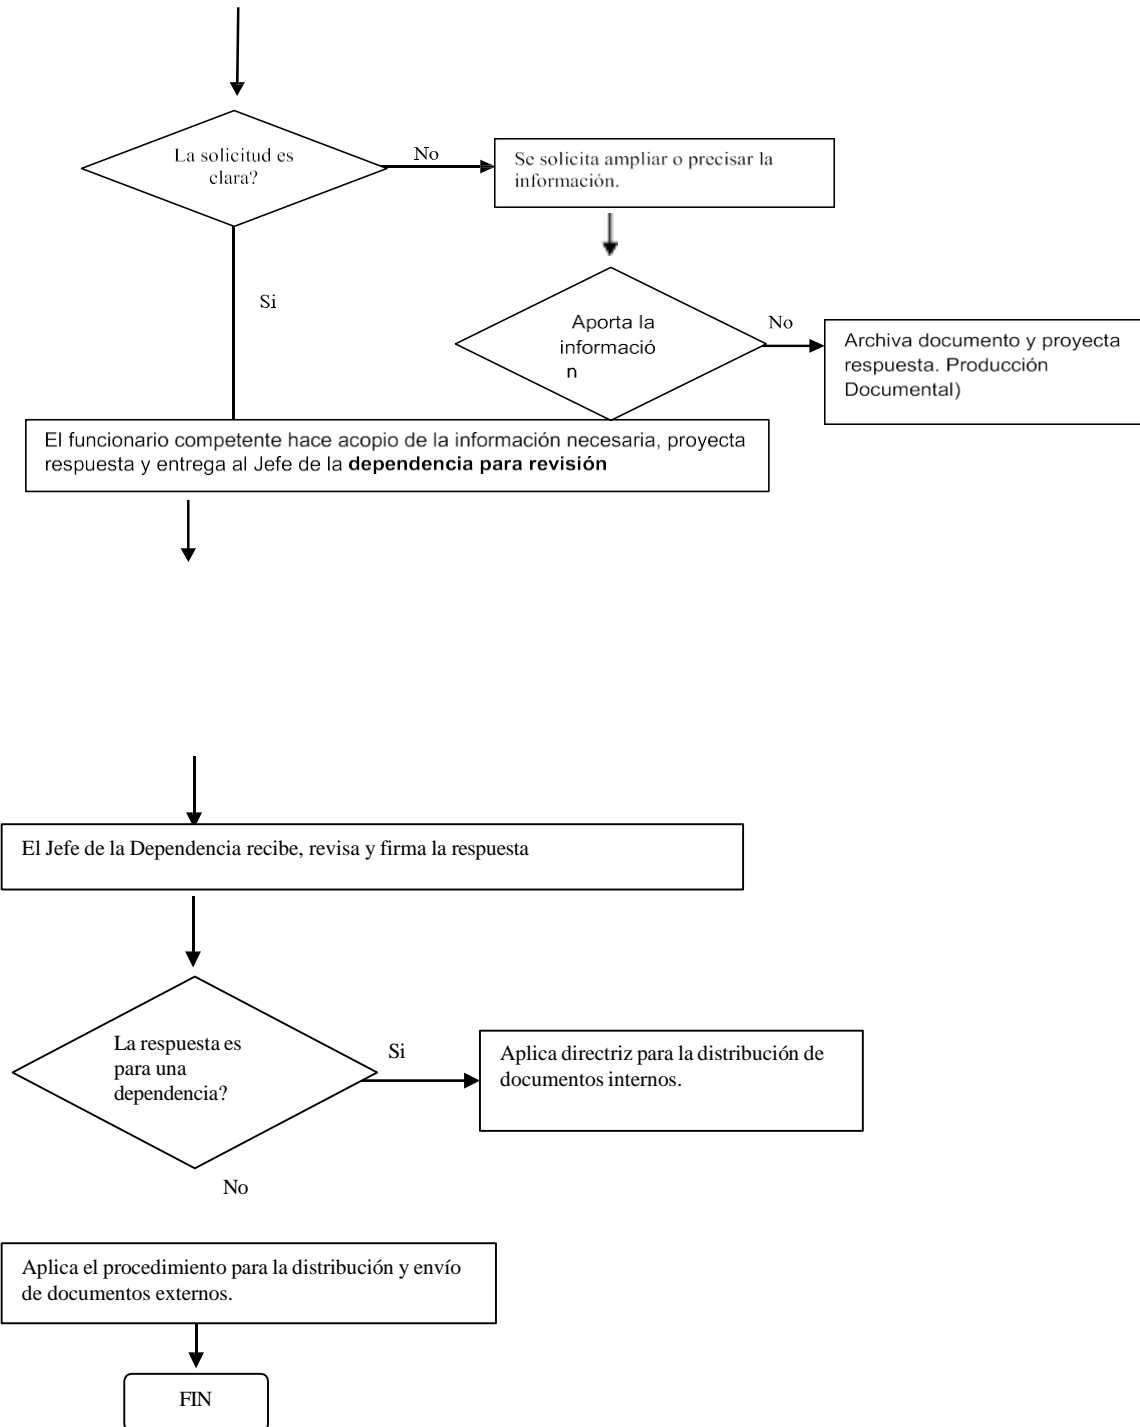 La solicitud es
clara?
No
Se solicita ampliar o precisar la
información.
Si
Aporta la
informació
n
No
Archiva documento y proyecta
respuesta. Producción
Documental)
El funcionario competente hace acopio de la información necesaria, proyecta
respuesta y entrega al Jefe de la dependencia para revisión
El Jefe de la Dependencia recibe, revisa y firma la respuesta
La respuesta es
para una
dependencia?
Si
Aplica directriz para la distribución de
documentos internos.
No
Aplica el procedimiento para la distribución y envío
de documentos externos.
FIN